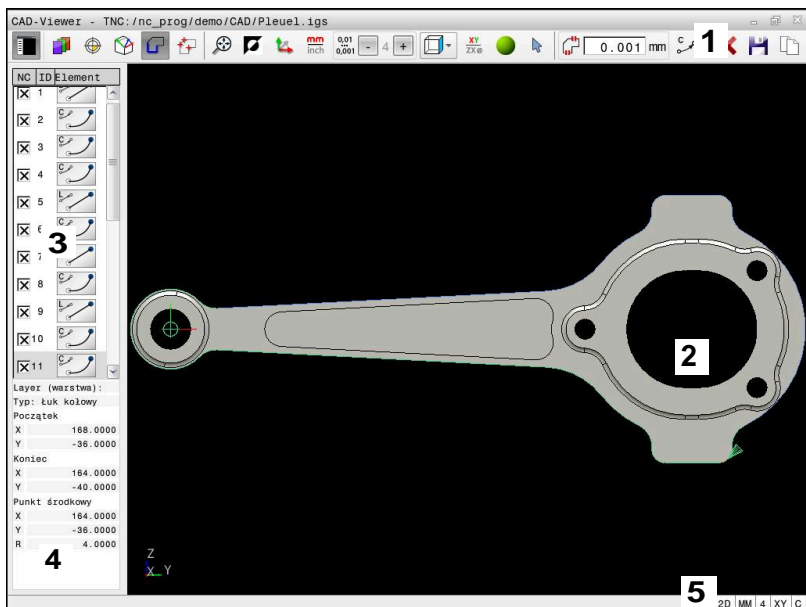 CAD-Viewer - TNC:/nc_prog/demo/CAD/Pleuel.igs
mm
inch
0,01
0,001
- 4 +
XY
ZX
0.001 mm
C
1
NC ID Element
1
2 C
3 C
4 C
5 L
6 C
7
8 C
9 L
10 C
11 C
3
2
Layer (warstwa):
Typ: Łuk kołowy
Początek
X 168.0000
Y -36.0000
Koniec
X 164.0000
Y -40.0000
Punkt środkowy
X 164.0000
Y -36.0000
R 4.0000
4
Z
X Y
5
2D MM 4 XY C